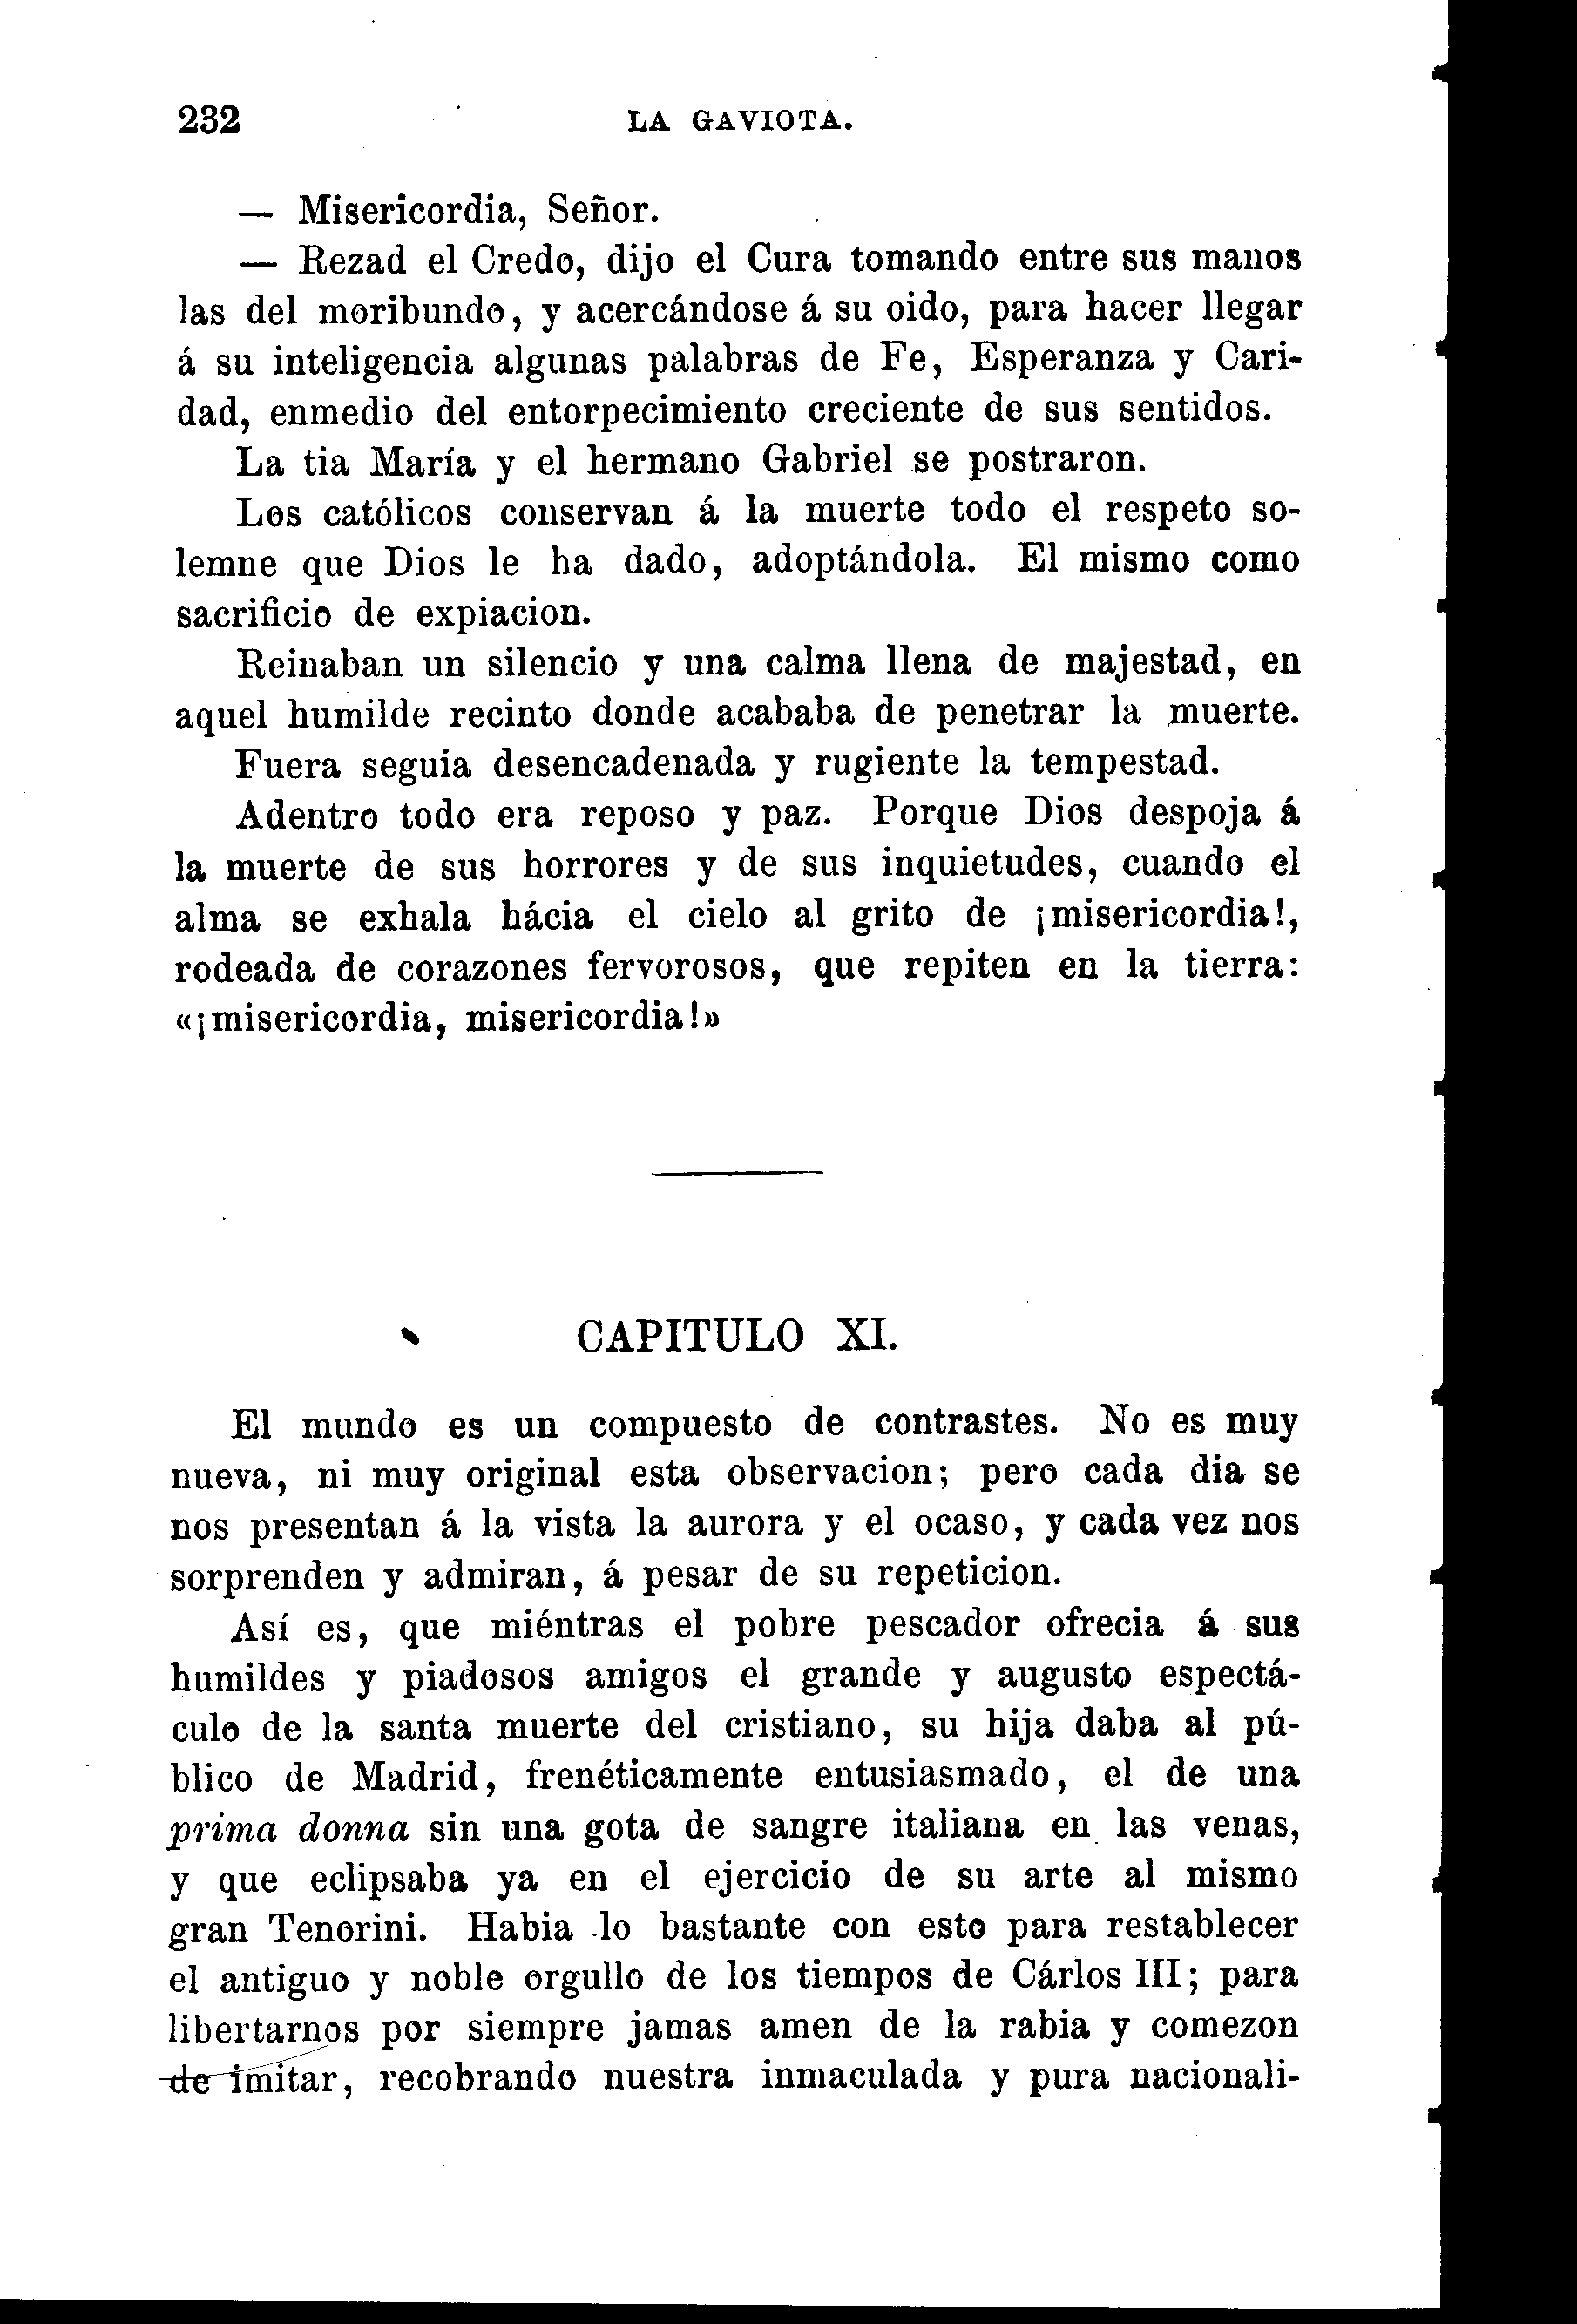 232 LA GAVIOTA.
— Misericordia, Señor.
— Rezad el Credo, dijo el Cura tomando entre sus manos
las del moribundo, y acercándose á su oido, para hacer llegar
á su inteligencia algunas palabras de Fe, Esperanza y Cari-
dad, enmedio del entorpecimiento creciente de sus sentidos.
La tia María y el hermano Gabriel se postraron.
Los católicos conservan á la muerte todo el respeto so-
lemne que Dios le ha dado, adoptándola. El mismo como
sacrificio de expiacion.
Reinaban un silencio y una calma llena de majestad, en
aquel humilde recinto donde acababa de penetrar la muerte.
Fuera seguia desencadenada y rugiente la tempestad.
Adentro todo era reposo y paz. Porque Dios despoja á
la muerte de sus horrores y de sus inquietudes, cuando el
alma se exhala hácia el cielo al grito de ¡misericordia!,
rodeada de corazones fervorosos, que repiten en la tierra:
«¡misericordia, misericordia!»
CAPITULO XI.
El mundo es un compuesto de contrastes. No es muy
nueva, ni muy original esta observacion; pero cada dia se
nos presentan á la vista la aurora y el ocaso, y cada vez nos
sorprenden y admiran, á pesar de su repeticion.
Así es, que miéntras el pobre pescador ofrecia á sus
humildes y piadosos amigos el grande y augusto espectá-
culo de la santa muerte del cristiano, su hija daba al pú-
blico de Madrid, frenéticamente entusiasmado, el de una
prima donna sin una gota de sangre italiana en las venas,
y que eclipsaba ya en el ejercicio de su arte al mismo
gran Tenorini. Habia lo bastante con esto para restablecer
el antiguo y noble orgullo de los tiempos de Cárlos III; para
libertarnos por siempre jamas amen de la rabia y comezon
de imitar, recobrando nuestra inmaculada y pura nacionali-